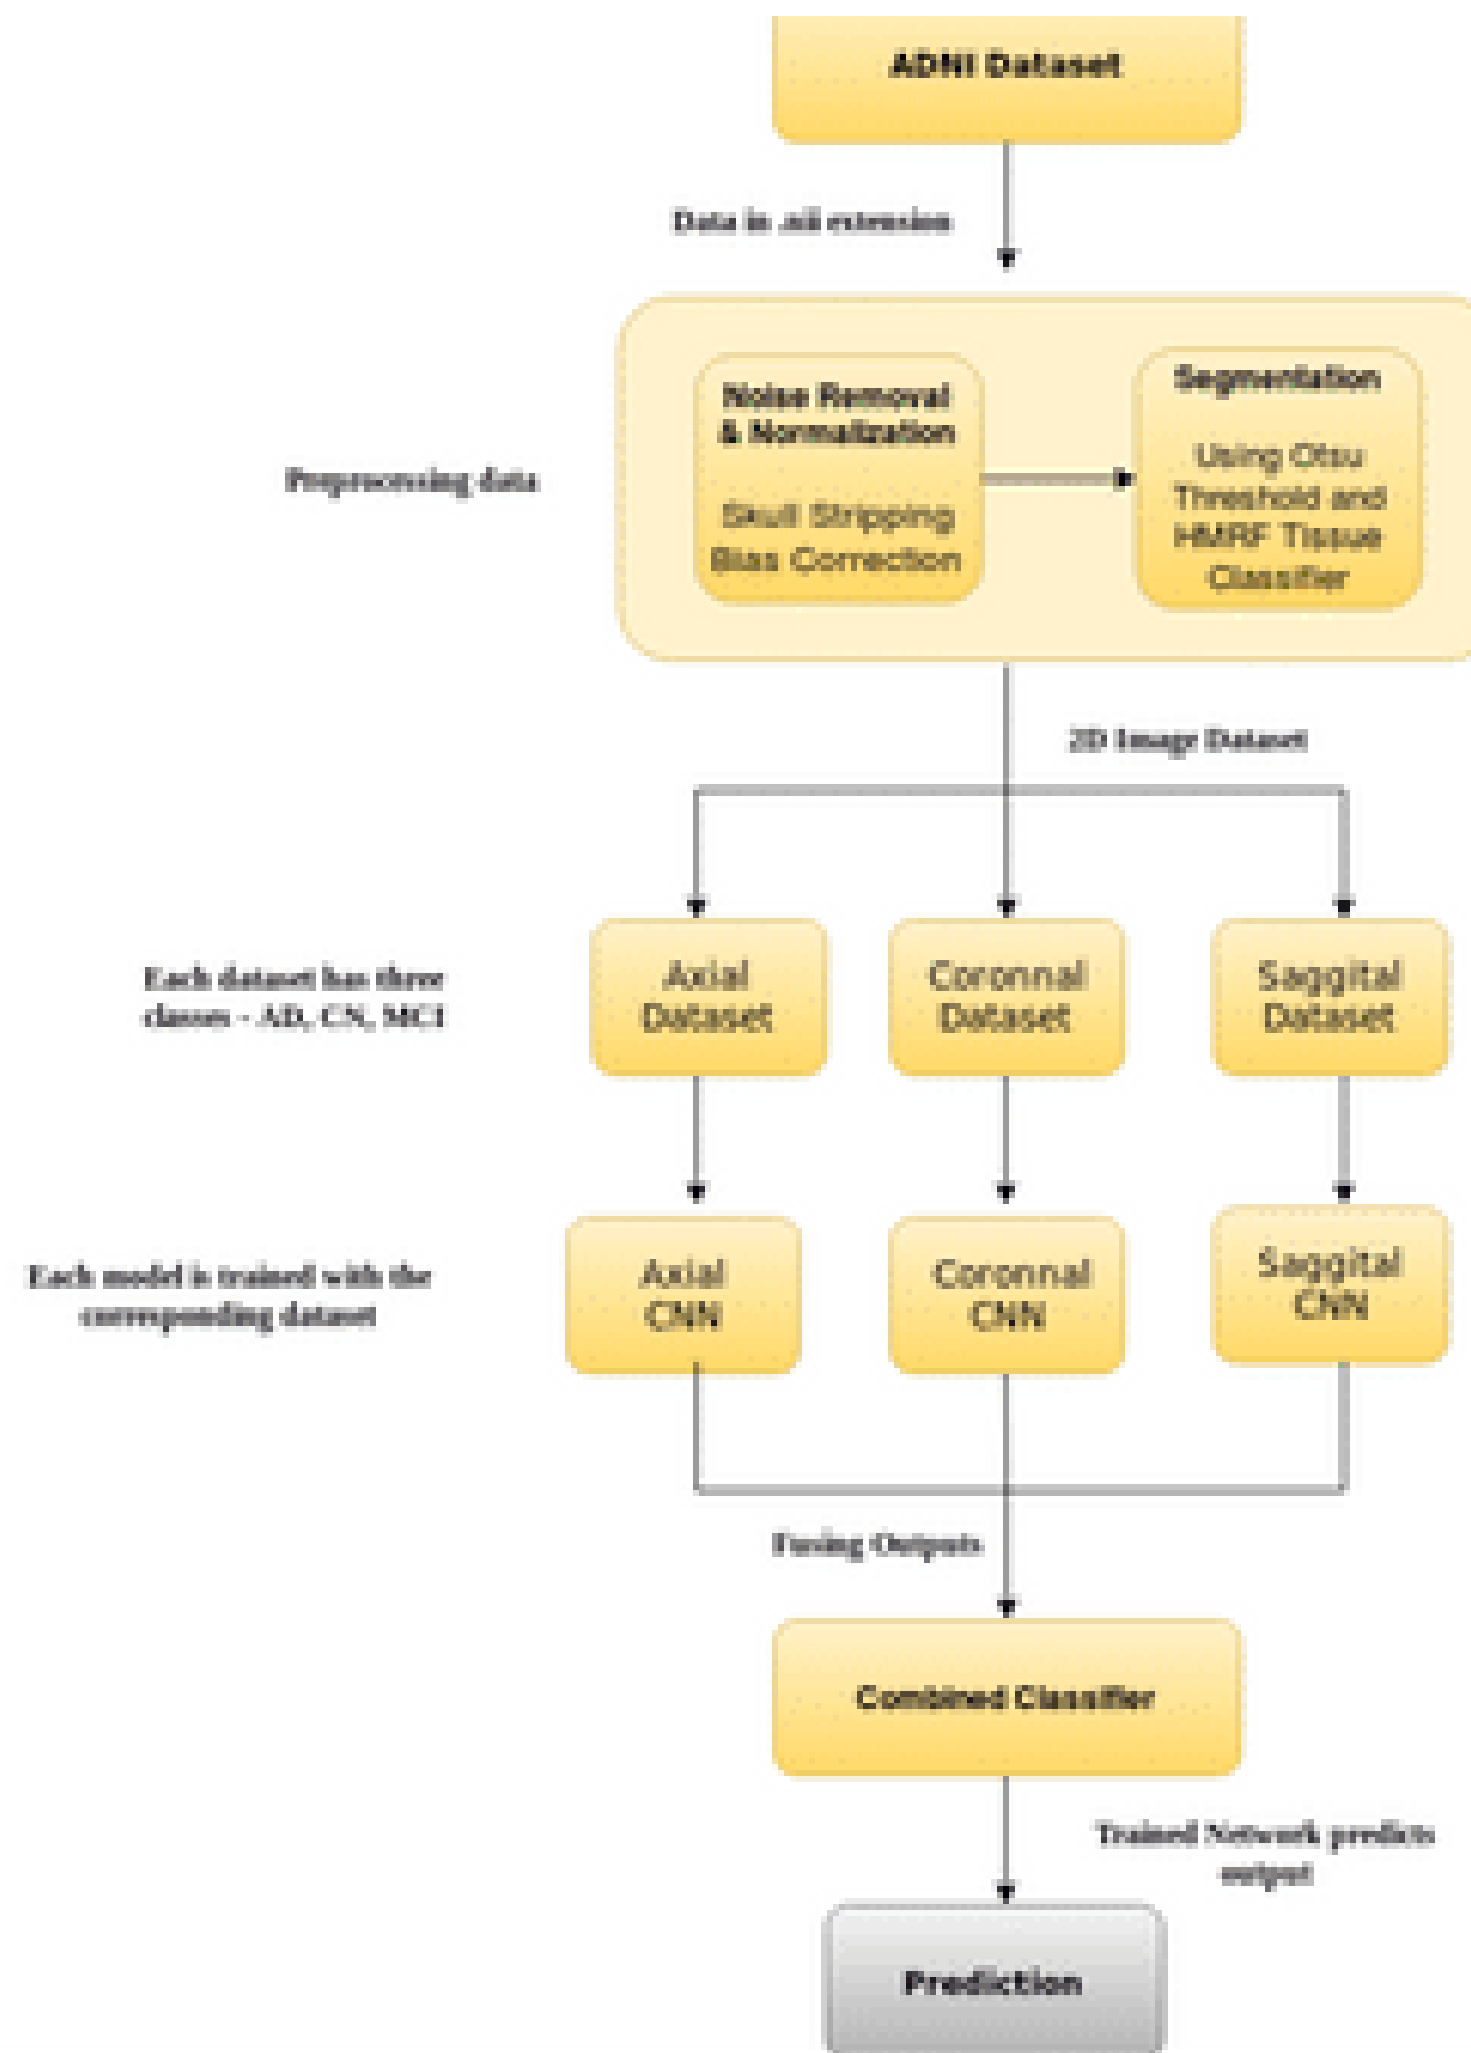 ADNI Dataset
Data in .nii extension
Noise Removal
& Normalization
Skull Stripping
Bias Correction
Segmentation
Using Otsu
Threshold and
HMRF Tissue
Classifier
Preprocessing data
2D Image Dataset
Each dataset has three
classes - AD, CN, MCI
Axial
Dataset
Coronnal
Dataset
Saggital
Dataset
Each model is trained with the
corresponding dataset
Axial
CNN
Coronnal
CNN
Saggital
CNN
Fusing Outputs
Combined Classifier
Trained Network predicts
output
Prediction